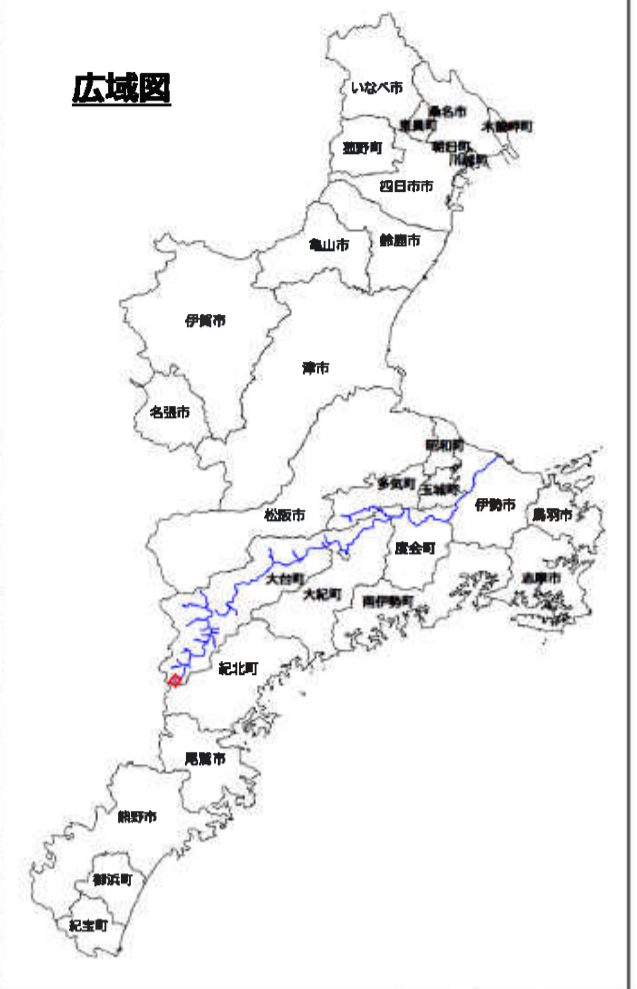 広域図
いなべ市
桑名市
東員町
木曽岬町
菰野町
朝日町
川越町
四日市市
亀山市
鈴鹿市
伊賀市
津市
名張市
明和町
多気町
玉城町
松阪市
伊勢市
鳥羽市
度会町
大台町
志摩市
大紀町
南伊勢町
紀北町
尾鷲市
熊野市
御浜町
紀宝町